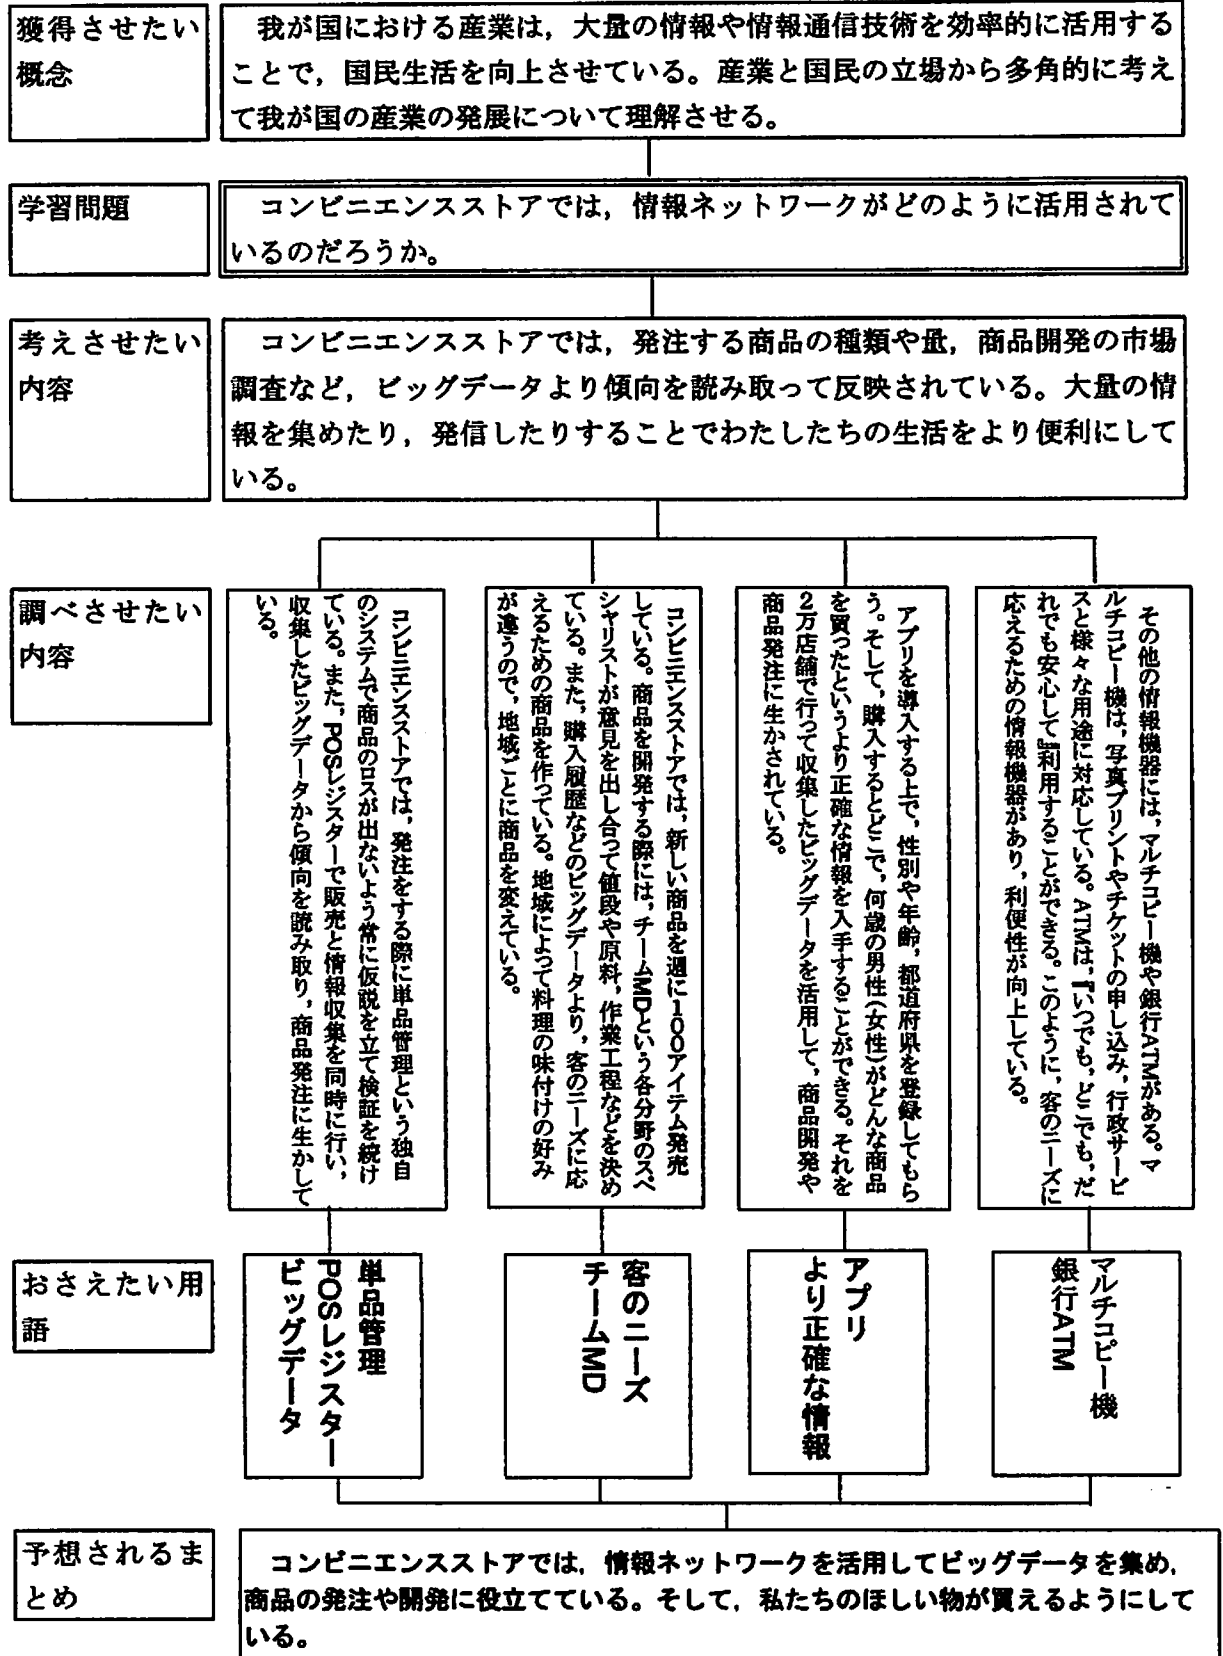 獲得させたい
概念
我が国における産業は，大量の情報や情報通信技術を効率的に活用する
ことで，国民生活を向上させている。産業と国民の立場から多角的に考え
て我が国の産業の発展について理解させる。
学習問題
コンビニエンスストアでは，情報ネットワークがどのように活用されて
いるのだろうか。
考えさせたい
内容
コンビニエンスストアでは，発注する商品の種類や量，商品開発の市場
調査など，ビッグデータより傾向を読み取って反映されている。大量の情
報を集めたり，発信したりすることでわたしたちの生活をより便利にして
いる。
調べさせたい
内容
コンビニエンスストアでは，発注をする際に単品管理という独自
のシステムで商品のロスが出ないよう常に仮説を立て検証を続け
ている。また，POSレジスターで販売と情報収集を同時に行い，
収集したビッグデータから傾向を読み取り，商品発注に生かして
いる。
コンビニエンスストアでは，新しい商品を週に100アイテム発売
している。商品を開発する際には，チームMDという各分野のスペ
シャリストが意見を出し合って値段や原料，作業工程などを決め
ている。また，購入履歴などのビッグデータより，客のニーズに応
えるための商品を作っている。地域によって料理の味付けの好み
が違うので，地域ごとに商品を変えている。
アプリを導入する上で，性別や年齢，都道府県を登録してもら
う。そして，購入するとどこで，何歳の男性（女性）がどんな商品
を買ったというより正確な情報を入手することができる。それを
2万店舗で行って収集したビッグデータを活用して，商品開発や
商品発注に生かされている。
その他の情報機器には，マルチコピー機や銀行ATMがある。マ
ルチコピー機は，写真プリントやチケットの申し込み，行政サービ
スと様々な用途に対応している。ATMは，『いつでも，どこでも，だ
れでも安心して』利用することができる。このように，客のニーズに
応えるための情報機器があり，利便性が向上している。
おさえたい用
語
単品管理
POSレジスター
ビッグデータ
客のニーズ
チームMD
アプリ
より正確な情報
マルチコピー機
銀行ATM
予想されるま
とめ
コンビニエンスストアでは，情報ネットワークを活用してビッグデータを集め，
商品の発注や開発に役立てている。そして，私たちのほしい物が買えるようにして
いる。